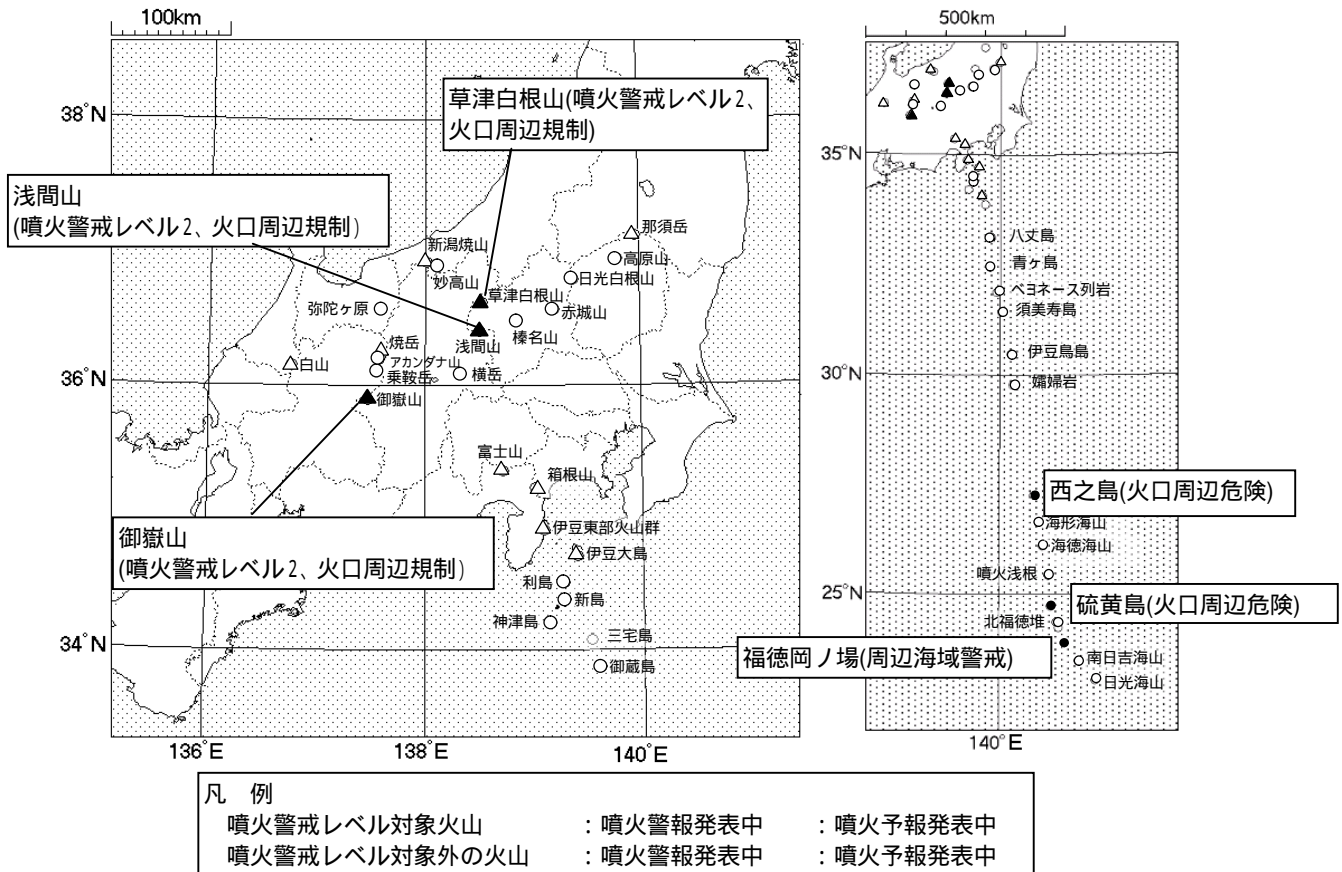 100km
38°N
36°N
34°N
136°E
138°E
140°E
草津白根山(噴火警戒レベル2、
火口周辺規制)
浅間山
(噴火警戒レベル2、火口周辺規制)
那須岳
新潟焼山
高原山
妙高山
日光白根山
草津白根山
弥陀ヶ原
赤城山
榛名山
浅間山
焼岳
白山
アカンダナ山
乗鞍岳
横岳
御嶽山
富士山
箱根山
御嶽山
(噴火警戒レベル2、火口周辺規制)
伊豆東部火山群
伊豆大島
利島
新島
神津島
三宅島
御蔵島
500km
35°N
30°N
25°N
140°E
八丈島
青ヶ島
ベヨネース列岩
須美寿島
伊豆鳥島
孀婦岩
西之島(火口周辺危険)
海形海山
海徳海山
噴火浅根
硫黄島(火口周辺危険)
北福徳堆
福徳岡ノ場(周辺海域警戒)
南日吉海山
日光海山
凡 例
噴火警戒レベル対象火山 :噴火警報発表中 :噴火予報発表中
噴火警戒レベル対象外の火山 :噴火警報発表中 :噴火予報発表中